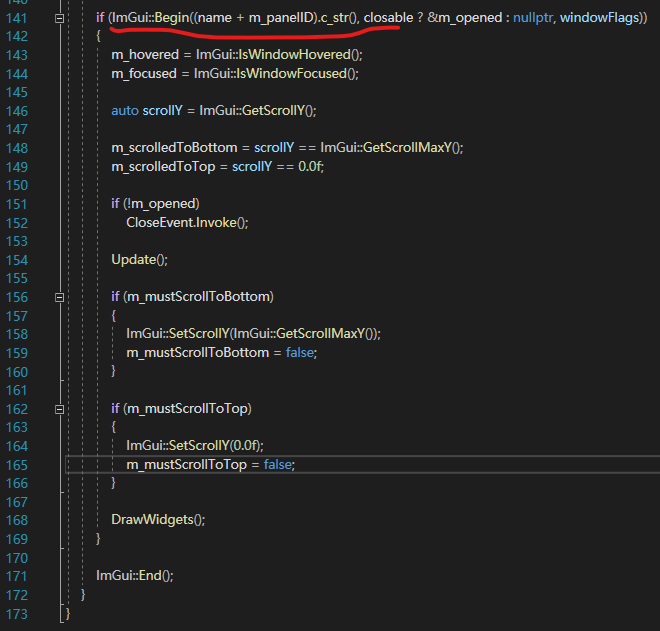 140
141 if (ImGui::Begin((name + m_panelID).c_str(), closable ? &m_opened : nullptr, windowFlags))
142 {
143 m_hovered = ImGui::IsWindowHovered();
144 m_focused = ImGui::IsWindowFocused();
145
146 auto scrollY = ImGui::GetScrollY();
147
148 m_scrolledToBottom = scrollY == ImGui::GetScrollMaxY();
149 m_scrolledToTop = scrollY == 0.0f;
150
151 if (!m_opened)
152 CloseEvent.Invoke();
153
154 Update();
155
156 if (m_mustScrollToBottom)
157 {
158 ImGui::SetScrollY(ImGui::GetScrollMaxY());
159 m_mustScrollToBottom = false;
160 }
161
162 if (m_mustScrollToTop)
163 {
164 ImGui::SetScrollY(0.0f);
165 m_mustScrollToTop = false;
166 }
167
168 DrawWidgets();
169 }
170
171 ImGui::End();
172 }
173 }